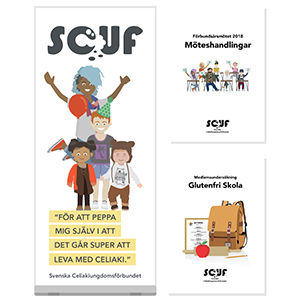 SCUF
"FÖR ATT PEPPA
MIG SJÄLV I ATT
DET GÅR SUPER ATT
LEVA MED CELIAKI."
Svenska Celiakiungdomsförbundet
Förbundsårsmötet 2018
Möteshandlingar
SCUF
Medlemsundersökning
Glutenfri Skola
SCUF